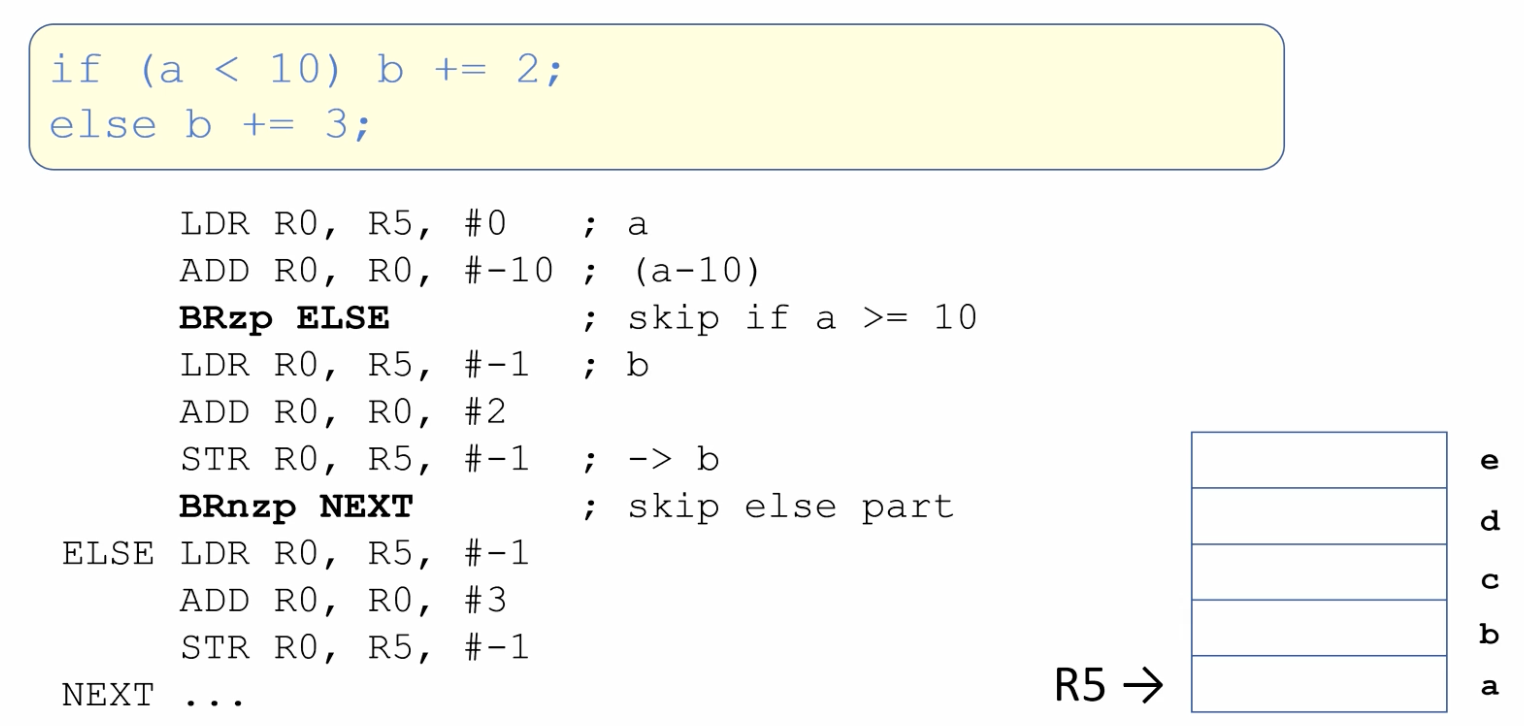 if (a < 10) b += 2;
else b += 3;
LDR R0, R5, #0 ; a
ADD R0, R0, #-10 ; (a-10)
BRzp ELSE ; skip if a >= 10
LDR R0, R5, #-1 ; b
ADD R0, R0, #2
STR R0, R5, #-1 ; -> b
BRnzp NEXT ; skip else part
ELSE LDR R0, R5, #-1
ADD R0, R0, #3
STR R0, R5, #-1
NEXT ...
e
d
c
b
R5 → a